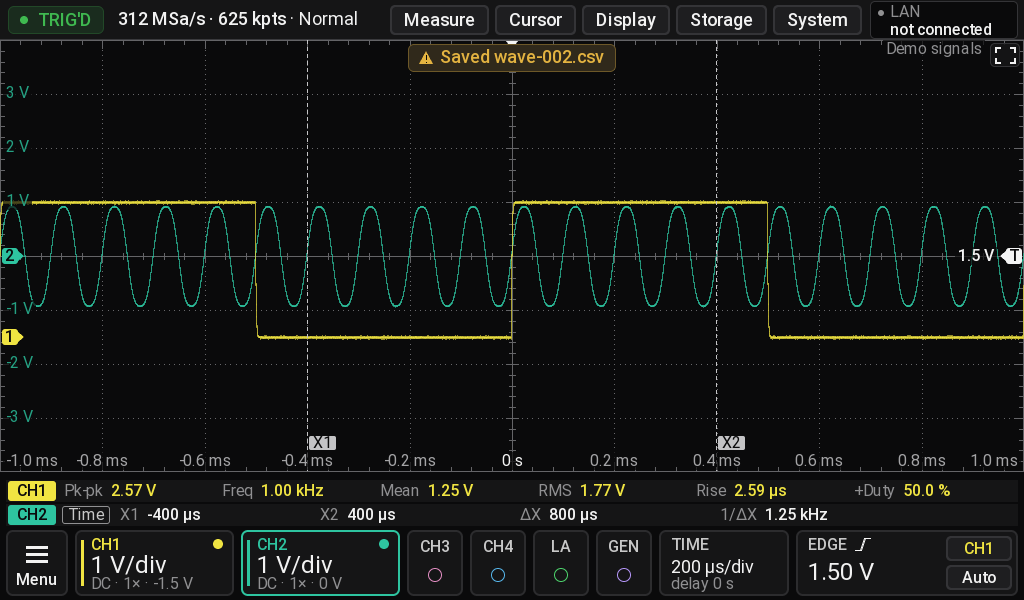 TRIG'D
312 MSa/s · 625 kpts · Normal
Measure
Cursor
Display
Storage
System
LAN
not connected
Demo signals
Saved wave-002.csv
3 V
2 V
1 V
2
1.5 V
T
-1 V
1
-2 V
-3 V
X1
X2
-1.0 ms
-0.8 ms
-0.6 ms
-0.4 ms
-0.2 ms
0 s
0.2 ms
0.4 ms
0.6 ms
0.8 ms
1.0 ms
CH1 Pk-pk 2.57 V Freq 1.00 kHz Mean 1.25 V RMS 1.77 V Rise 2.59 µs +Duty 50.0 %
CH2 Time X1 -400 µs X2 400 µs ΔX 800 µs 1/ΔX 1.25 kHz
Menu
CH1
1 V/div
DC · 1× · -1.5 V
CH2
1 V/div
DC · 1× · 0 V
CH3
CH4
LA
GEN
TIME
200 µs/div
delay 0 s
EDGE
1.50 V
CH1
Auto